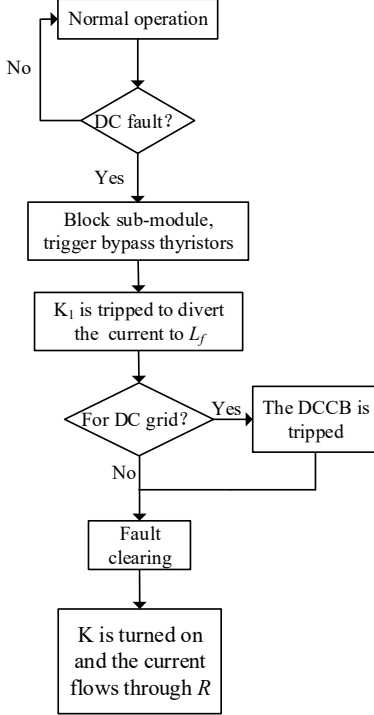 Normal operation
No
DC fault?
Yes
Block sub-module,
trigger bypass thyristors
K₁ is tripped to divert
the current to L_f
For DC grid?
Yes
The DCCB is
tripped
No
Fault
clearing
K is turned on
and the current
flows through R